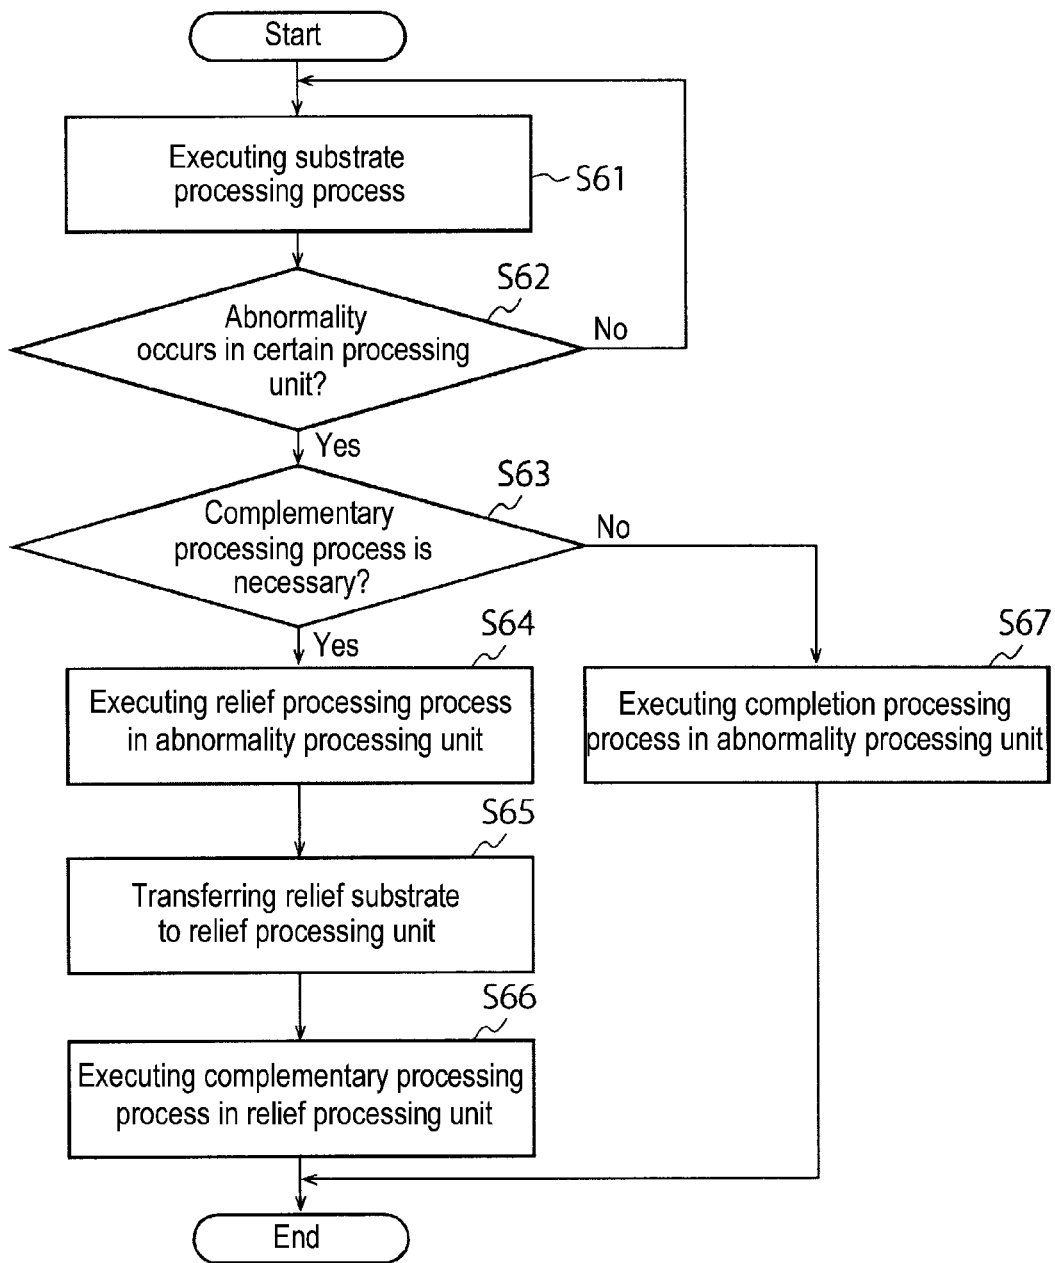 Start
Executing substrate
processing process
S61
S62
Abnormality
occurs in certain processing
unit?
No
Yes
S63
Complementary
processing process is
necessary?
No
Yes
S64
Executing relief processing process
in abnormality processing unit
S67
Executing completion processing
process in abnormality processing unit
S65
Transferring relief substrate
to relief processing unit
S66
Executing complementary processing
process in relief processing unit
End